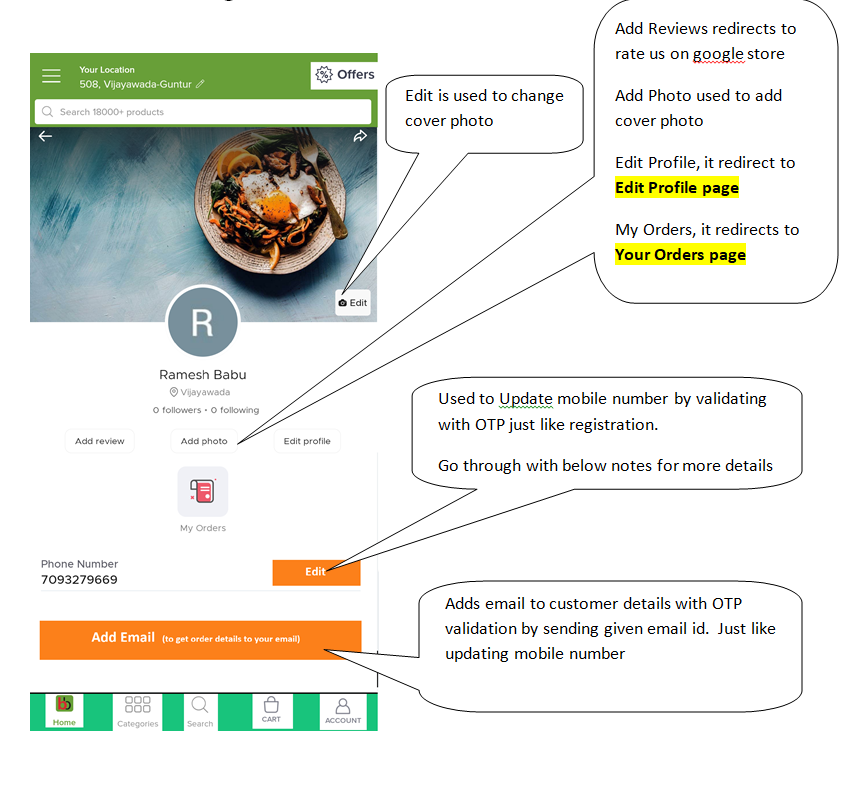 Your Location
508, Vijayawada-Guntur
Offers
Search 18000+ products
Edit
R
Ramesh Babu
Vijayawada
0 followers • 0 following
Add review
Add photo
Edit profile
My Orders
Phone Number
7093279669
Edit
Add Email (to get order details to your email)
Home
Categories
Search
CART
ACCOUNT
Edit is used to change
cover photo
Add Reviews redirects to
rate us on google store
Add Photo used to add
cover photo
Edit Profile, it redirect to
Edit Profile page
My Orders, it redirects to
Your Orders page
Used to Update mobile number by validating
with OTP just like registration.
Go through with below notes for more details
Adds email to customer details with OTP
validation by sending given email id. Just like
updating mobile number